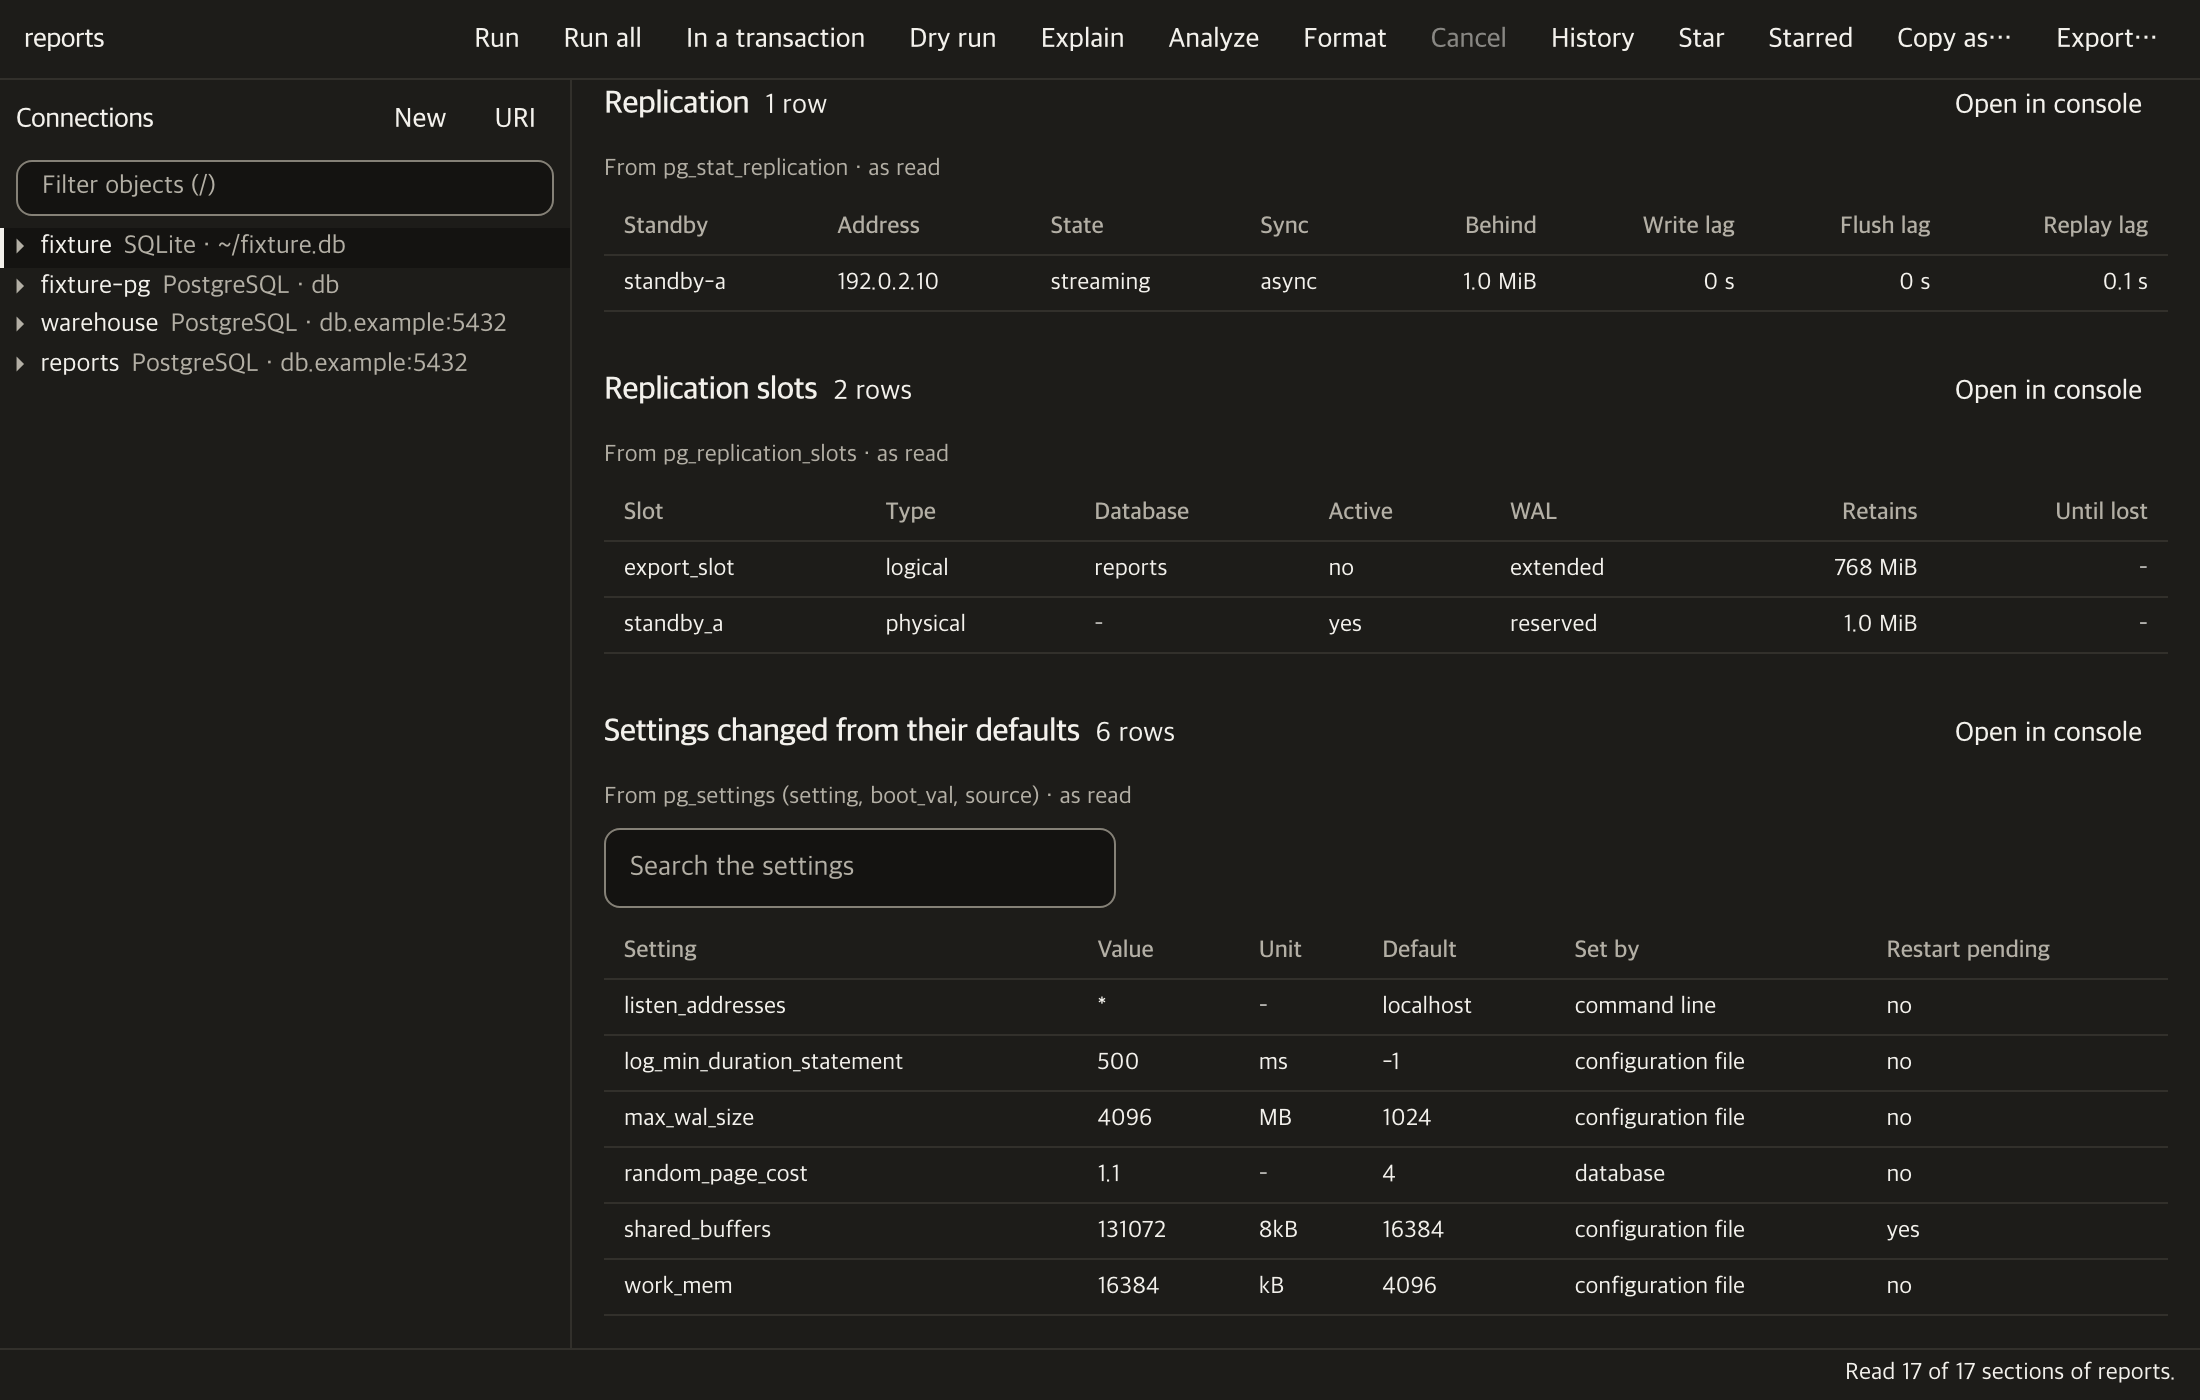 reports Run Run all In a transaction Dry run Explain Analyze Format Cancel History Star Starred Copy as··· Export···
Connections New URI
Filter objects (/)
fixture SQLite · ~/fixture.db
fixture-pg PostgreSQL · db
warehouse PostgreSQL · db.example:5432
reports PostgreSQL · db.example:5432
Replication 1 row Open in console
From pg_stat_replication · as read
Standby Address State Sync Behind Write lag Flush lag Replay lag
standby-a 192.0.2.10 streaming async 1.0 MiB 0 s 0 s 0.1 s
Replication slots 2 rows Open in console
From pg_replication_slots · as read
Slot Type Database Active WAL Retains Until lost
export_slot logical reports no extended 768 MiB -
standby_a physical - yes reserved 1.0 MiB -
Settings changed from their defaults 6 rows Open in console
From pg_settings (setting, boot_val, source) · as read
Search the settings
Setting Value Unit Default Set by Restart pending
listen_addresses * - localhost command line no
log_min_duration_statement 500 ms -1 configuration file no
max_wal_size 4096 MB 1024 configuration file no
random_page_cost 1.1 - 4 database no
shared_buffers 131072 8kB 16384 configuration file yes
work_mem 16384 kB 4096 configuration file no
Read 17 of 17 sections of reports.